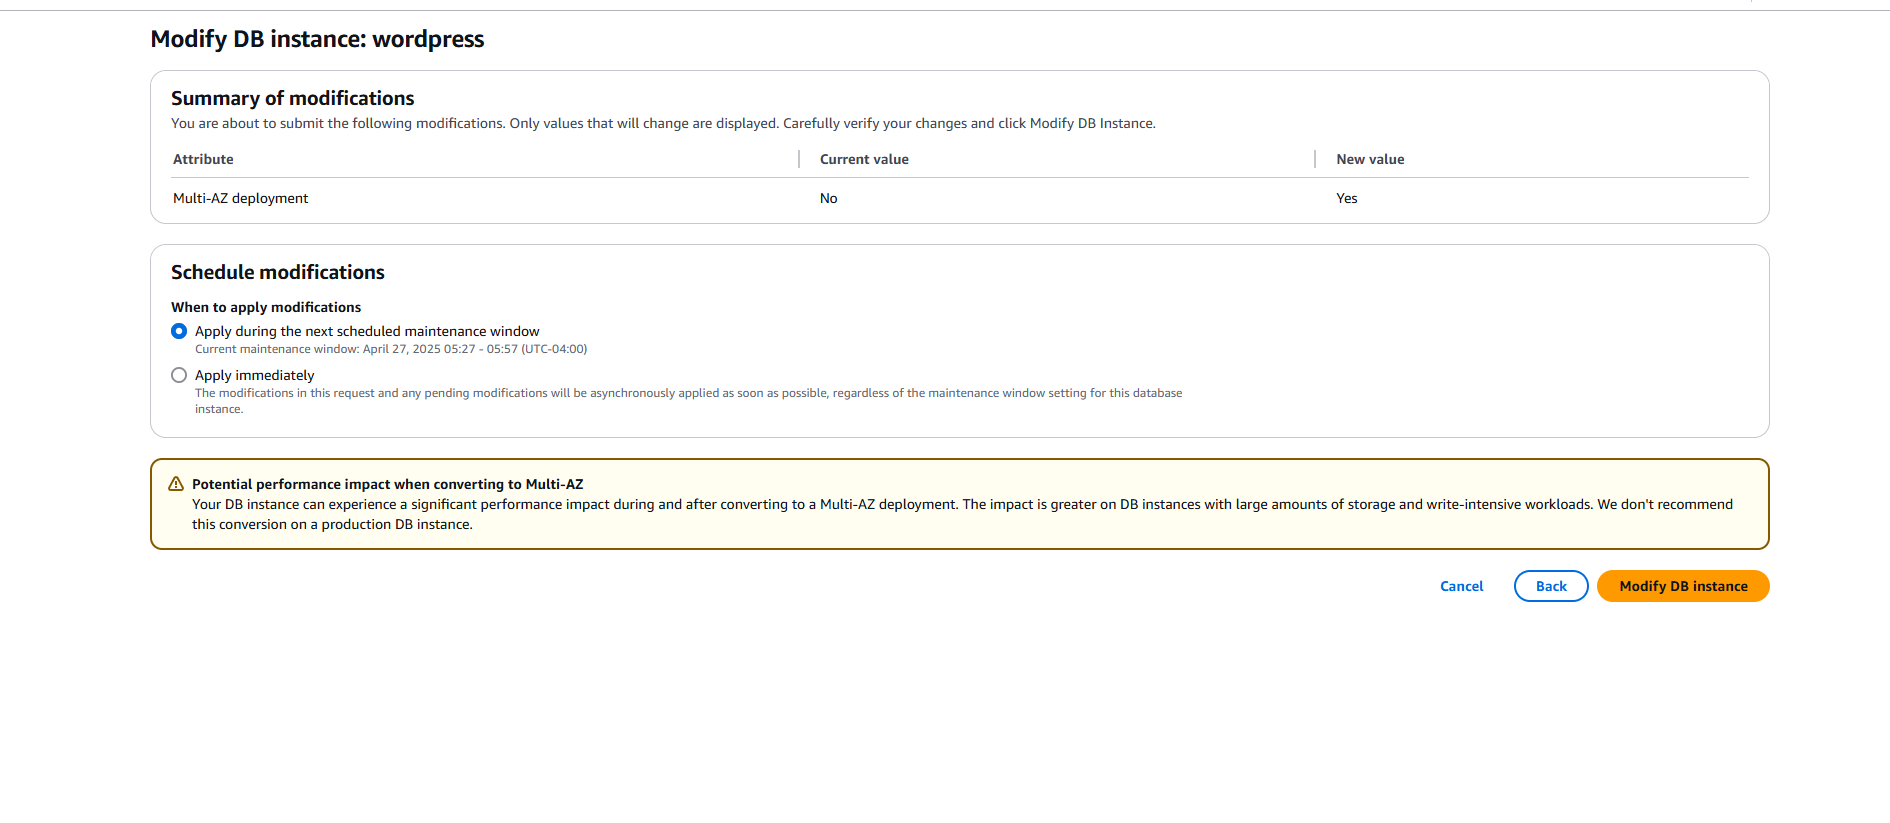 Modify DB instance: wordpress
Summary of modifications
You are about to submit the following modifications. Only values that will change are displayed. Carefully verify your changes and click Modify DB Instance.
Attribute Current value New value
Multi-AZ deployment No Yes
Schedule modifications
When to apply modifications
Apply during the next scheduled maintenance window
Current maintenance window: April 27, 2025 05:27 - 05:57 (UTC-04:00)
Apply immediately
The modifications in this request and any pending modifications will be asynchronously applied as soon as possible, regardless of the maintenance window setting for this database
instance.
Potential performance impact when converting to Multi-AZ
Your DB instance can experience a significant performance impact during and after converting to a Multi-AZ deployment. The impact is greater on DB instances with large amounts of storage and write-intensive workloads. We don't recommend
this conversion on a production DB instance.
Cancel Back Modify DB instance